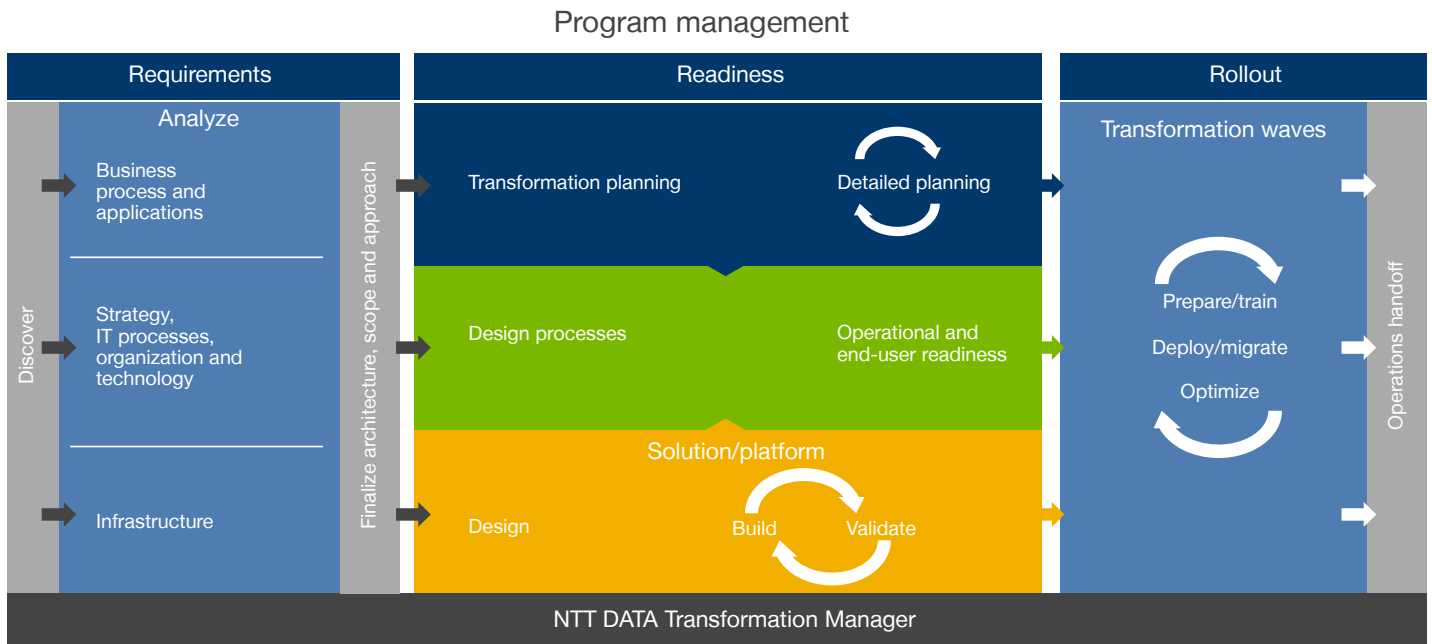 Program management
Requirements
Readiness
Rollout
Discover
Analyze
Business
process and
applications
Strategy,
IT processes,
organization and
technology
Infrastructure
Finalize architecture, scope and approach
Transformation planning
Detailed planning
Design processes
Operational and
end-user readiness
Solution/platform
Design
Build
Validate
Transformation waves
Prepare/train
Deploy/migrate
Optimize
Operations handoff
NTT DATA Transformation Manager